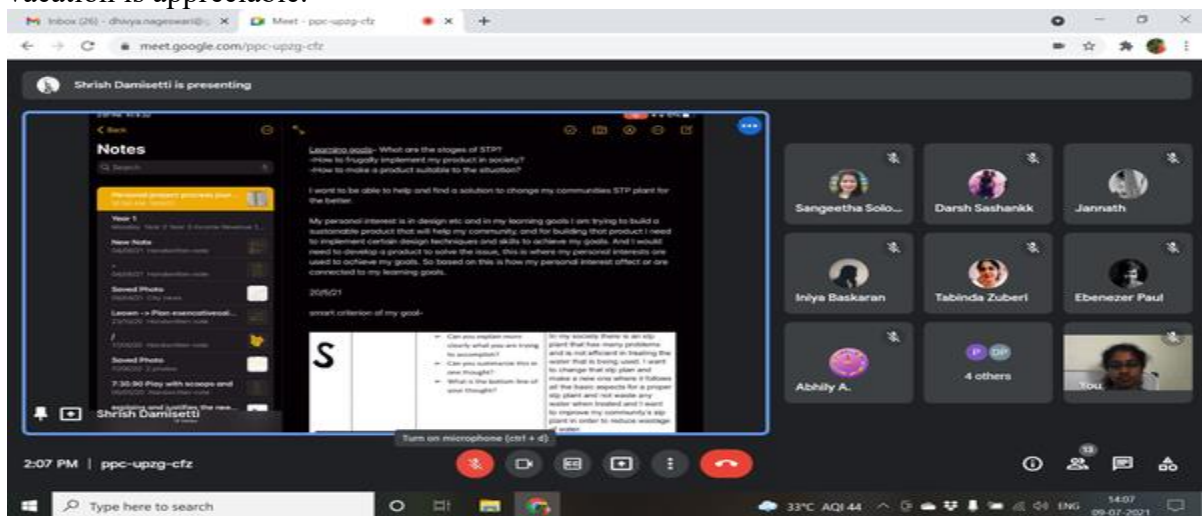 vacation is appreciable.
Inbox (26) - dhivya.nageswari@
Meet - ppc-upzg-cfz
meet.google.com/ppc-upzg-cfz
Shrish Damisetti is presenting
Back
Notes
Search
Year 1
New Note
Saved Photo
Saved Photo
7:30.90 Play with scoops and
Learning goals- What are the stages of STP?
-How to frugally implement my product in society?
-How to make a product suitable to the situation?
I want to be able to help and find a solution to change my communities STP plant for
the better.
My personal interest is in design etc and in my learning goals I am trying to build a
sustainable product that will help my community, and for building that product I need
to implement certain design techniques and skills to achieve my goals. And I would
need to develop a product to solve the issue, this is where my personal interests are
used to achieve my goals. So based on this is how my personal interest effect or are
connected to my learning goals.
20/5/21
smart criterion of my goal-
S
Can you explain more
clearly what you are trying
to accomplish?
Can you summarize this in
one thought?
What is the bottom line of
your thought?
In my society there is an stp
plant that has many problems
and is not efficient in treating the
water that is being used. I want
to change that stp plan and
make a new one where it follows
all the basic aspects for a proper
stp plant and not waste any
water when treated and I want
to improve my community's stp
plant in order to reduce wastage
of water
Shrish Damisetti
Sangeetha Solo...
Darsh Sashankk
Jannath
Iniya Baskaran
Tabinda Zuberi
Ebenezer Paul
Abhily A.
P DP
4 others
You
Turn on microphone (ctrl + d)
2:07 PM | ppc-upzg-cfz
13
Type here to search
33°C AQI 44
ENG
14:07
09-07-2021